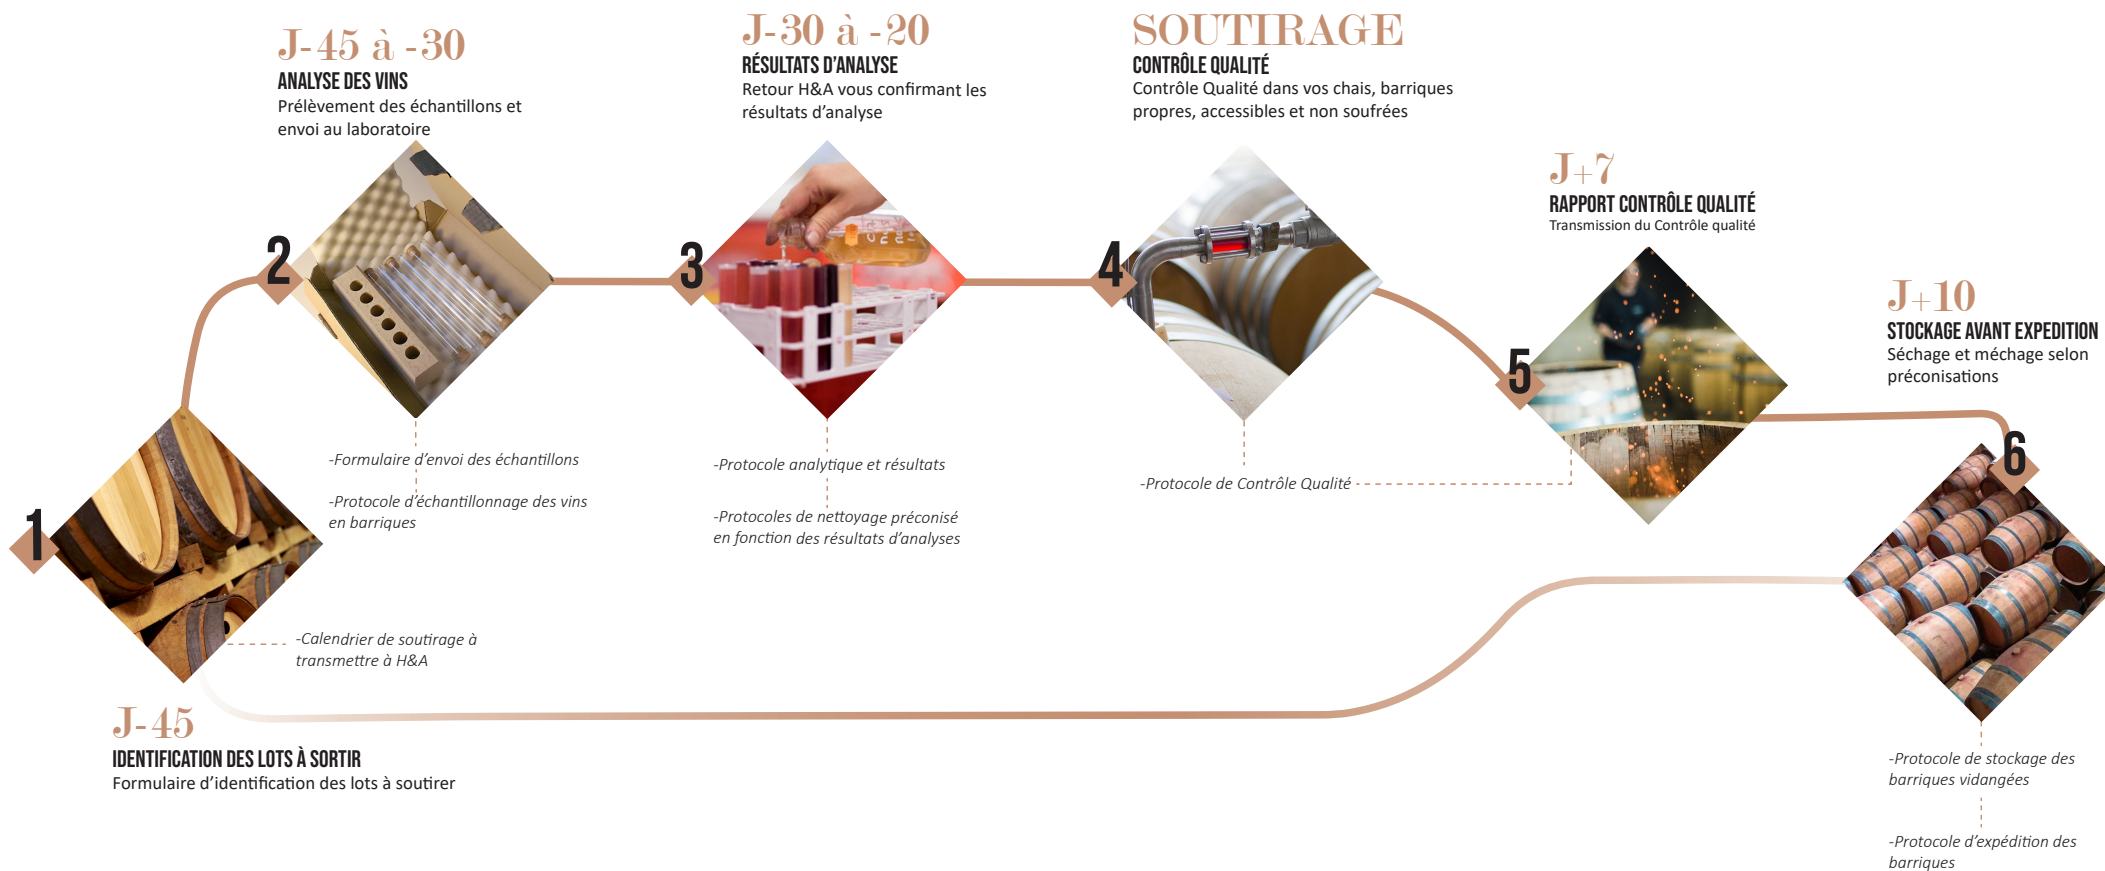 1
-Calendrier de soutirage à
transmettre à H&A
J-45
IDENTIFICATION DES LOTS À SORTIR
Formulaire d'identification des lots à soutirer
J-45 à -30
ANALYSE DES VINS
Prélèvement des échantillons et
envoi au laboratoire
2
-Formulaire d'envoi des échantillons
-Protocole d'échantillonnage des vins
en barriques
J-30 à -20
RÉSULTATS D'ANALYSE
Retour H&A vous confirmant les
résultats d'analyse
3
-Protocole analytique et résultats
-Protocoles de nettoyage préconisé
en fonction des résultats d'analyses
SOUTIRAGE
CONTRÔLE QUALITÉ
Contrôle Qualité dans vos chais, barriques
propres, accessibles et non soufrées
4
-Protocole de Contrôle Qualité
J+7
RAPPORT CONTRÔLE QUALITÉ
Transmission du Contrôle qualité
5
J+10
STOCKAGE AVANT EXPEDITION
Séchage et méchage selon
préconisations
6
-Protocole de stockage des
barriques vidangées
-Protocole d'expédition des
barriques